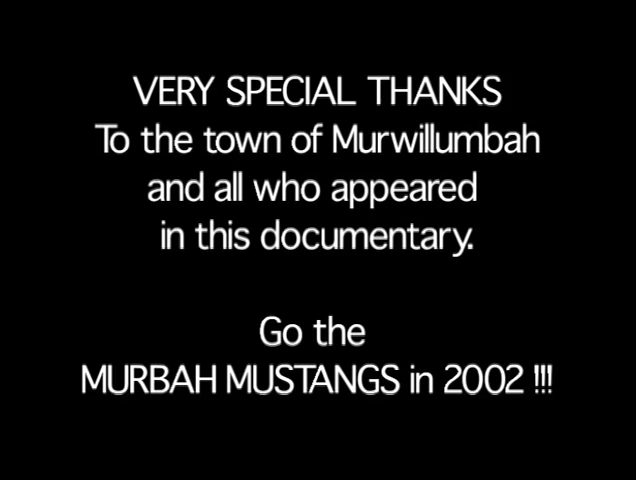 VERY SPECIAL THANKS
To the town of Murwillumbah
and all who appeared
in this documentary.
Go the
MURBAH MUSTANGS in 2002 !!!